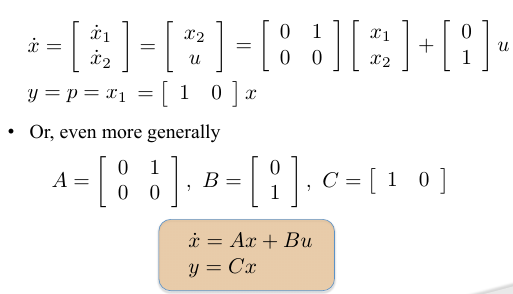 ẋ = [ ẋ₁ ; ẋ₂ ] = [ x₂ ; u ] = [ 0 1 ; 0 0 ] [ x₁ ; x₂ ] + [ 0 ; 1 ] u
y = p = x₁ = [ 1 0 ] x
• Or, even more generally
A = [ 0 1 ; 0 0 ] , B = [ 0 ; 1 ] , C = [ 1 0 ]
ẋ = Ax + Bu
y = Cx